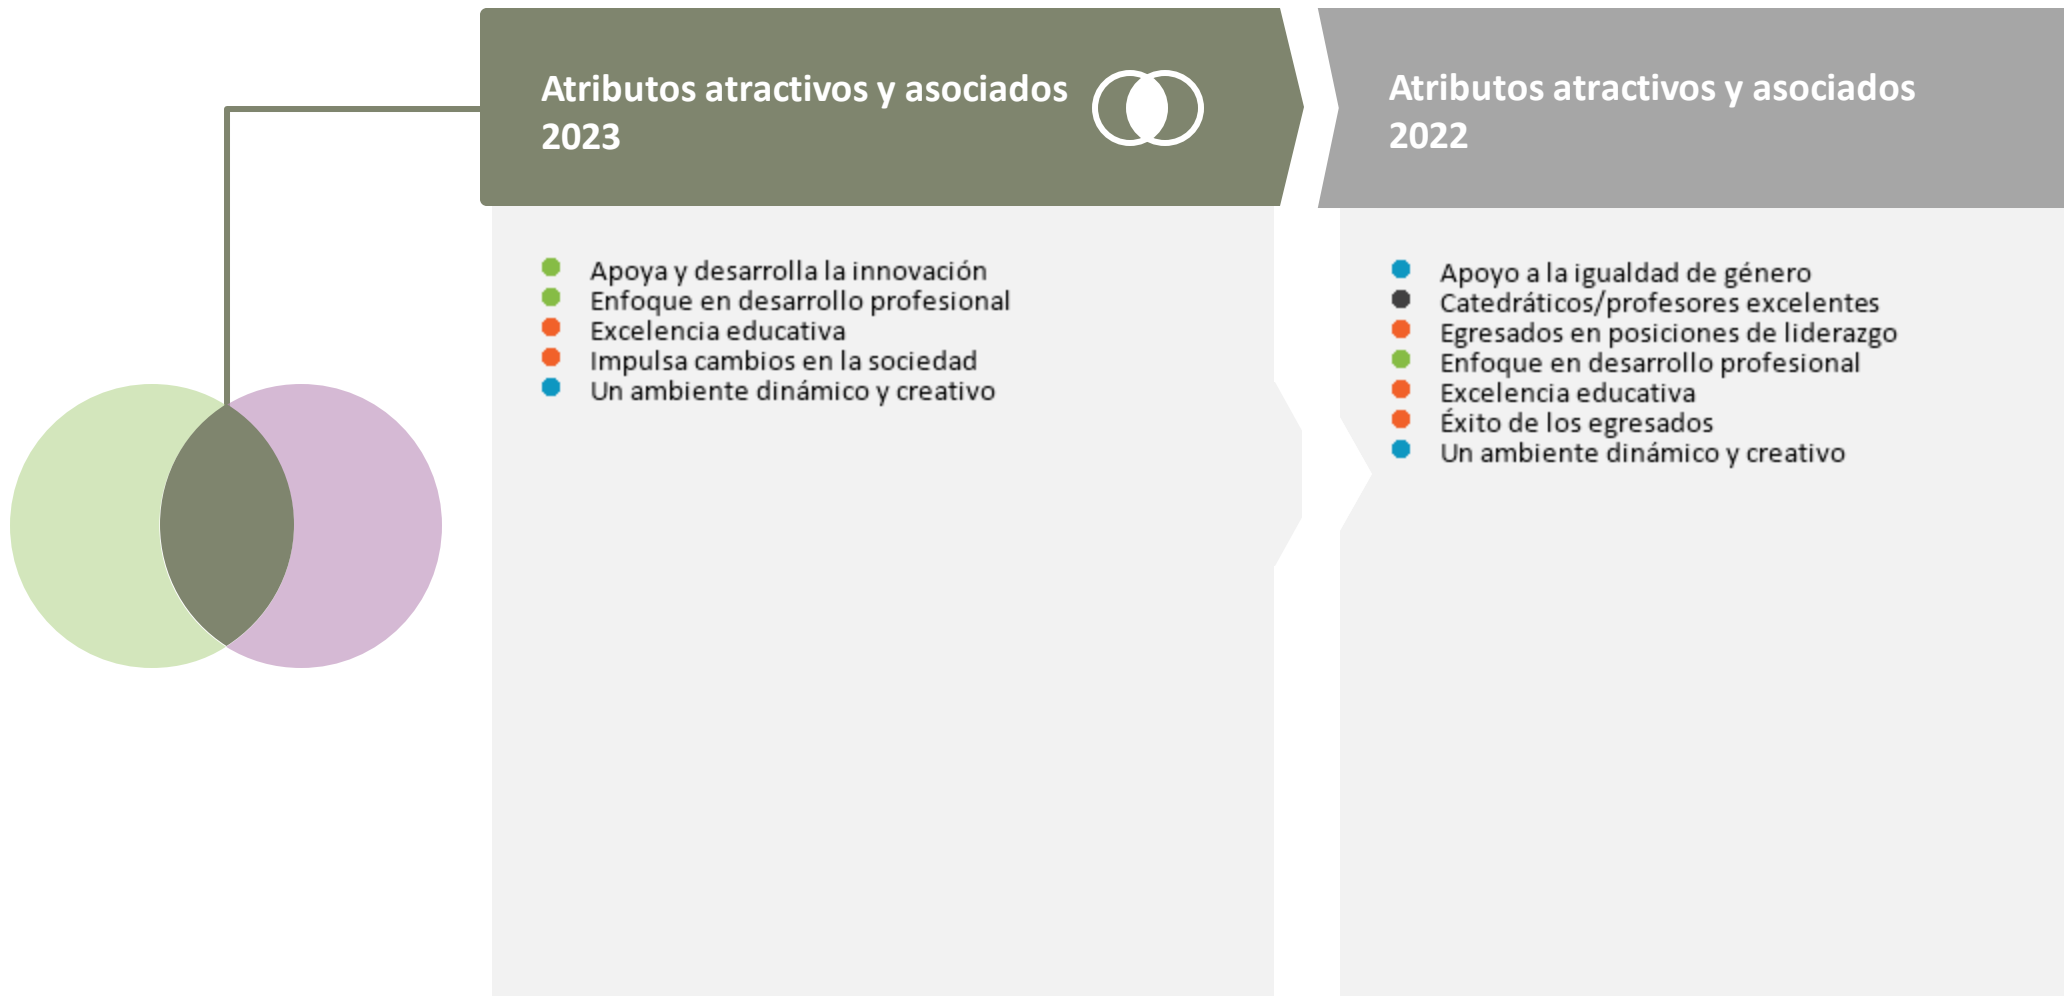 Atributos atractivos y asociados
2023
Apoya y desarrolla la innovación
Enfoque en desarrollo profesional
Excelencia educativa
Impulsa cambios en la sociedad
Un ambiente dinámico y creativo
Atributos atractivos y asociados
2022
Apoyo a la igualdad de género
Catedráticos/profesores excelentes
Egresados en posiciones de liderazgo
Enfoque en desarrollo profesional
Excelencia educativa
Éxito de los egresados
Un ambiente dinámico y creativo